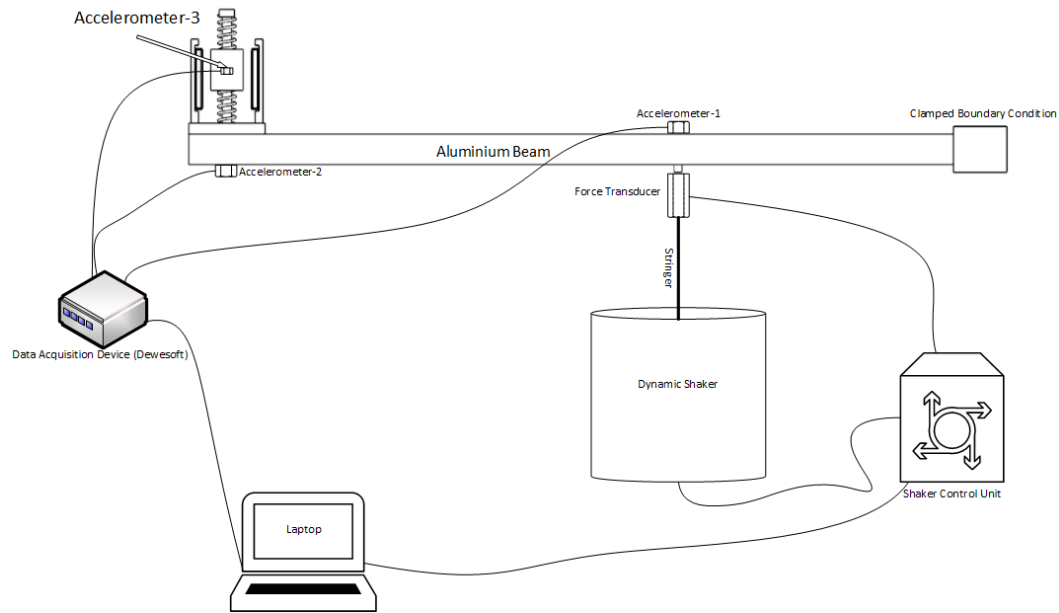 Accelerometer-3
Accelerometer-1
Clamped Boundary Condition
Aluminium Beam
Accelerometer-2
Force Transducer
Stringer
Data Acquisition Device (Dewesoft)
Dynamic Shaker
Shaker Control Unit
Laptop